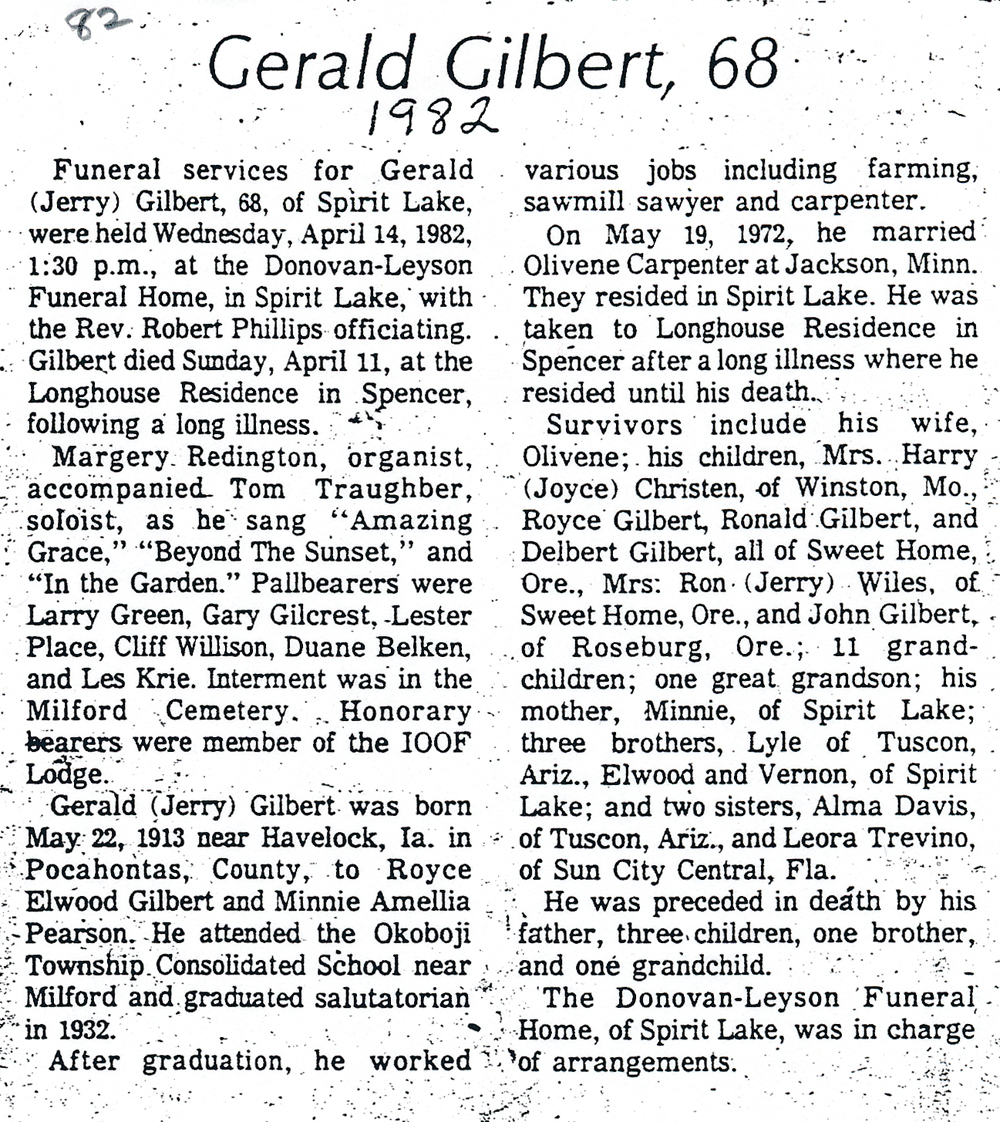 82
Gerald Gilbert, 68
1982
Funeral services for Gerald
(Jerry) Gilbert, 68, of Spirit Lake,
were held Wednesday, April 14, 1982,
1:30 p.m., at the Donovan-Leyson
Funeral Home, in Spirit Lake, with
the Rev. Robert Phillips officiating.
Gilbert died Sunday, April 11, at the
Longhouse Residence in Spencer,
following a long illness.
Margery Redington, organist,
accompanied Tom Traughber,
soloist, as he sang “Amazing
Grace,” “Beyond The Sunset,” and
“In the Garden.” Pallbearers were
Larry Green, Gary Gilcrest, Lester
Place, Cliff Willison, Duane Belken,
and Les Krie. Interment was in the
Milford Cemetery. Honorary
bearers were member of the IOOF
Lodge.
Gerald (Jerry) Gilbert was born
May 22, 1913 near Havelock, Ia. in
Pocahontas, County, to Royce
Elwood Gilbert and Minnie Amellia
Pearson. He attended the Okoboji
Township Consolidated School near
Milford and graduated salutatorian
in 1932.
After graduation, he worked
various jobs including farming,
sawmill sawyer and carpenter.
On May 19, 1972, he married
Olivene Carpenter at Jackson, Minn.
They resided in Spirit Lake. He was
taken to Longhouse Residence in
Spencer after a long illness where he
resided until his death.
Survivors include his wife,
Olivene; his children, Mrs. Harry
(Joyce) Christen, of Winston, Mo.,
Royce Gilbert, Ronald Gilbert, and
Delbert Gilbert, all of Sweet Home,
Ore., Mrs. Ron (Jerry) Wiles, of
Sweet Home, Ore., and John Gilbert,
of Roseburg, Ore.; 11 grand-
children; one great grandson; his
mother, Minnie, of Spirit Lake;
three brothers, Lyle of Tuscon,
Ariz., Elwood and Vernon, of Spirit
Lake; and two sisters, Alma Davis,
of Tuscon, Ariz., and Leora Trevino,
of Sun City Central, Fla.
He was preceded in death by his
father, three children, one brother,
and one grandchild.
The Donovan-Leyson Funeral
Home, of Spirit Lake, was in charge
of arrangements.